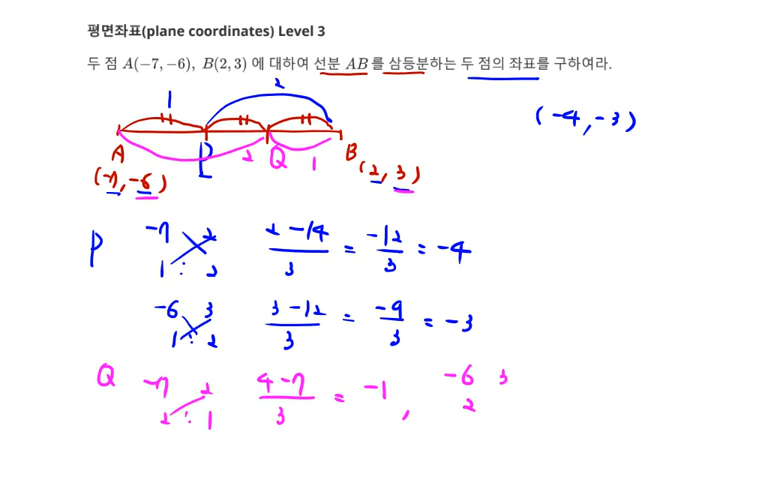 평면좌표(plane coordinates) Level 3
두 점 A(−7, −6), B(2, 3) 에 대하여 선분 AB 를 삼등분하는 두 점의 좌표를 구하여라.
1 2
(-4, -3)
A P 2 Q 1 B
(-7, -6) (2, 3)
P -7 2 2-14/3 = -12/3 = -4
1 : 2
-6 3 3-12/3 = -9/3 = -3
1 : 2
Q -7 2 4-7/3 = -1, -6 3
2 : 1 2